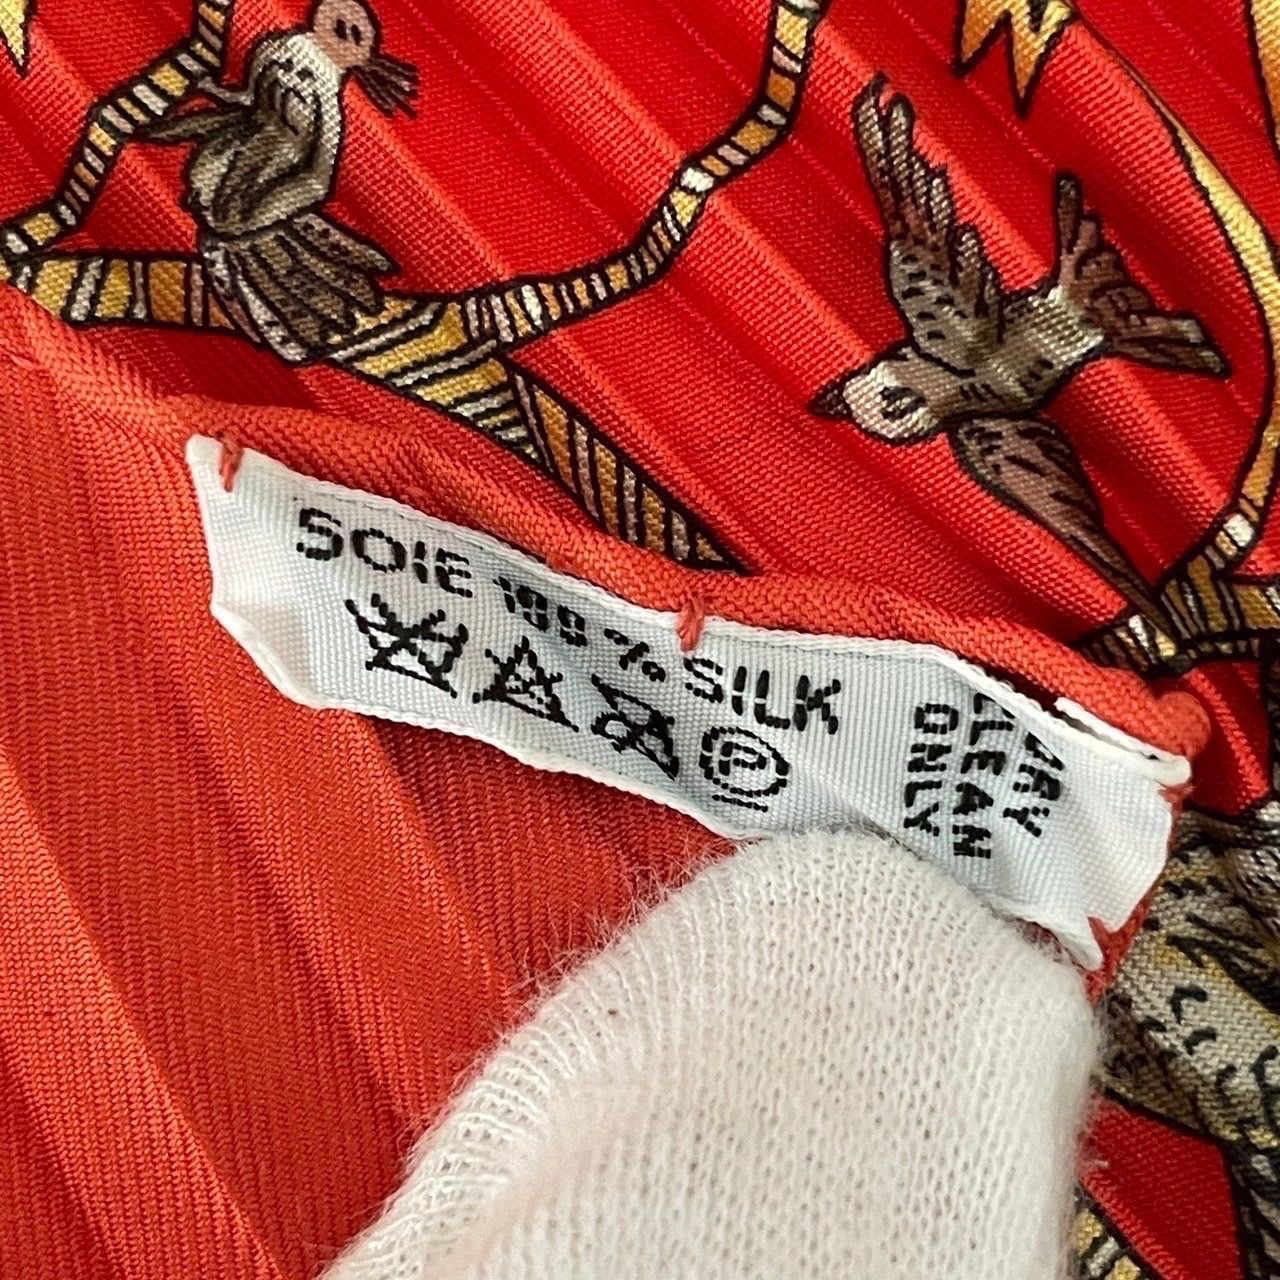 SOIE 100% SILK
P
DRY
CLEAN
ONLY